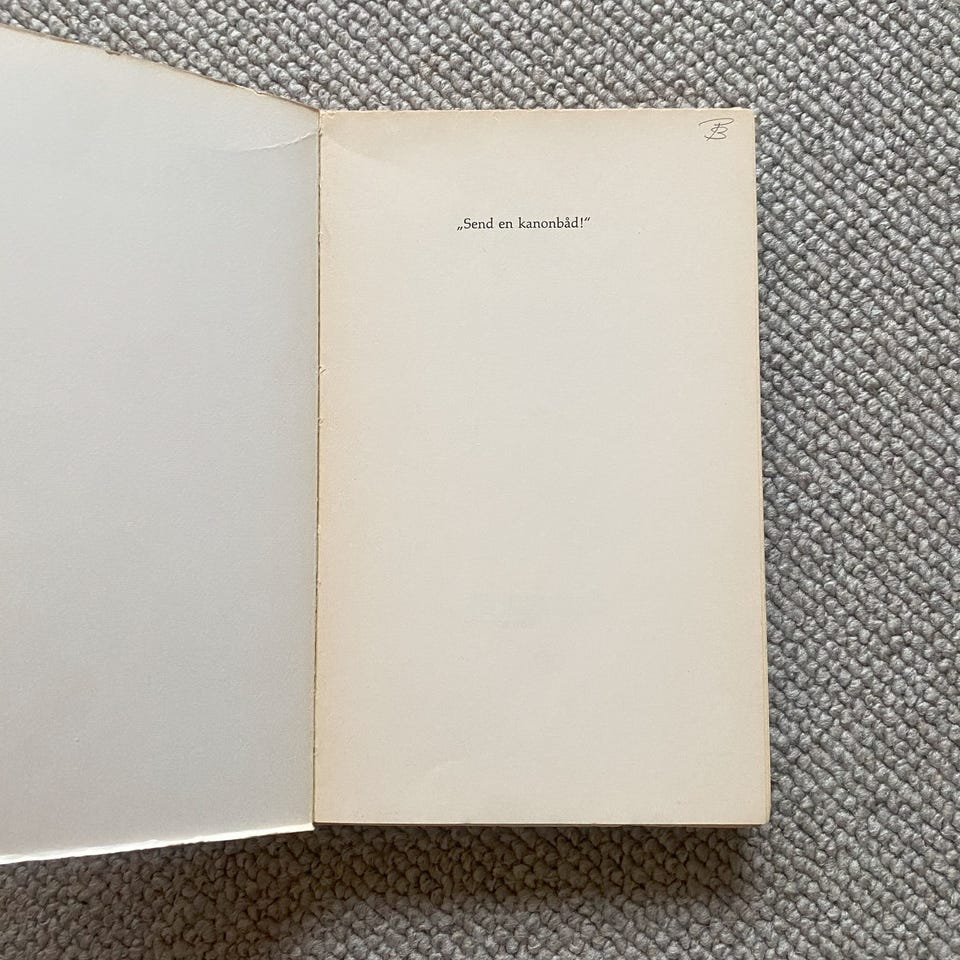 „Send en kanonbåd!“